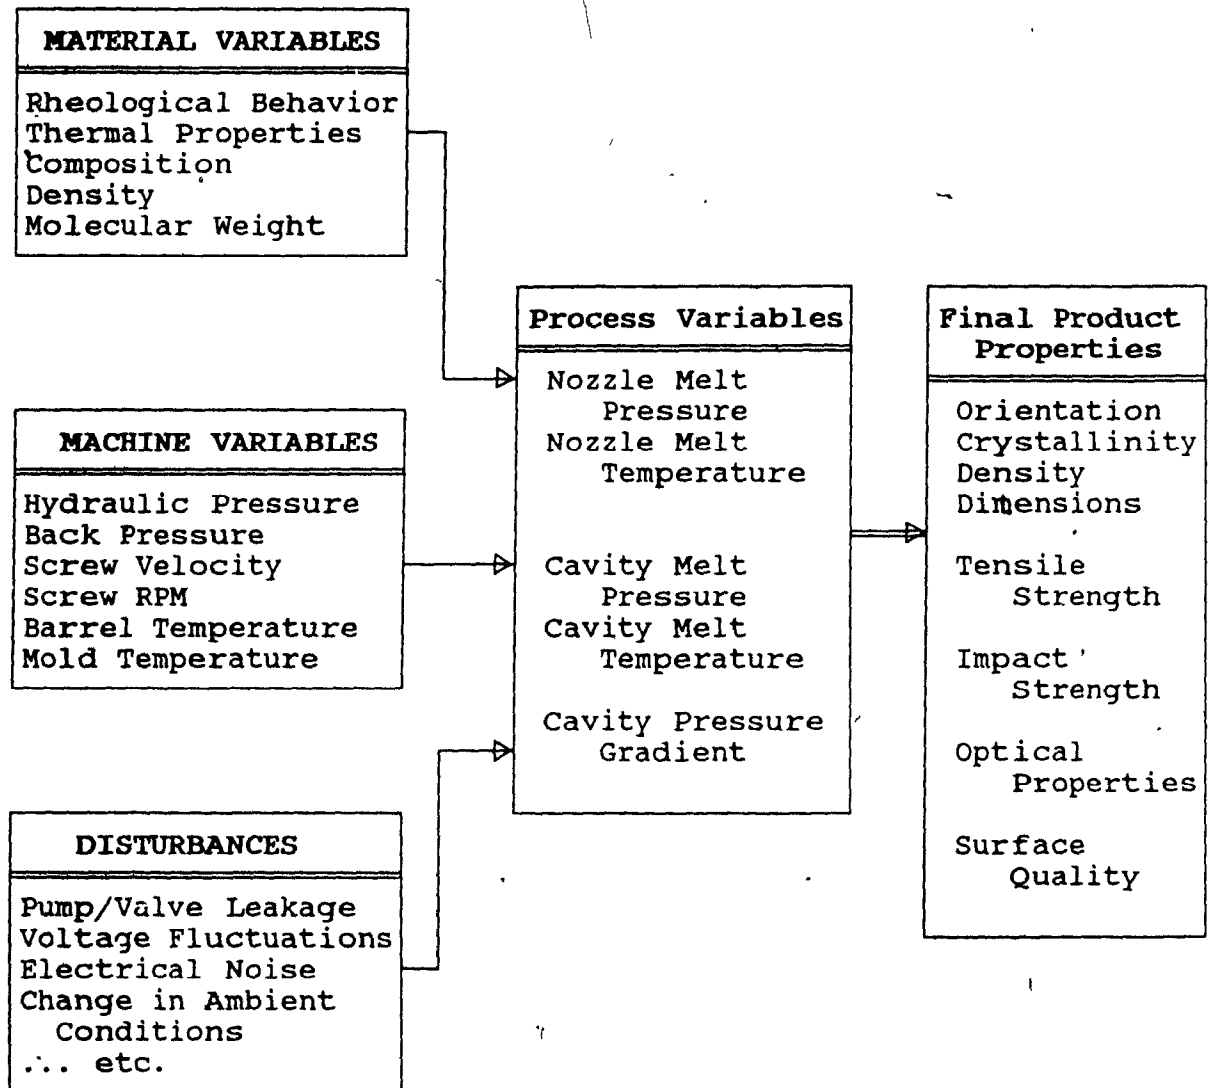 MATERIAL VARIABLES
Rheological Behavior
Thermal Properties
Composition
Density
Molecular Weight
MACHINE VARIABLES
Hydraulic Pressure
Back Pressure
Screw Velocity
Screw RPM
Barrel Temperature
Mold Temperature
DISTURBANCES
Pump/Valve Leakage
Voltage Fluctuations
Electrical Noise
Change in Ambient
Conditions
... etc.
Process Variables
Nozzle Melt
Pressure
Nozzle Melt
Temperature
Cavity Melt
Pressure
Cavity Melt
Temperature
Cavity Pressure
Gradient
Final Product
Properties
Orientation
Crystallinity
Density
Dimensions
Tensile
Strength
Impact
Strength
Optical
Properties
Surface
Quality